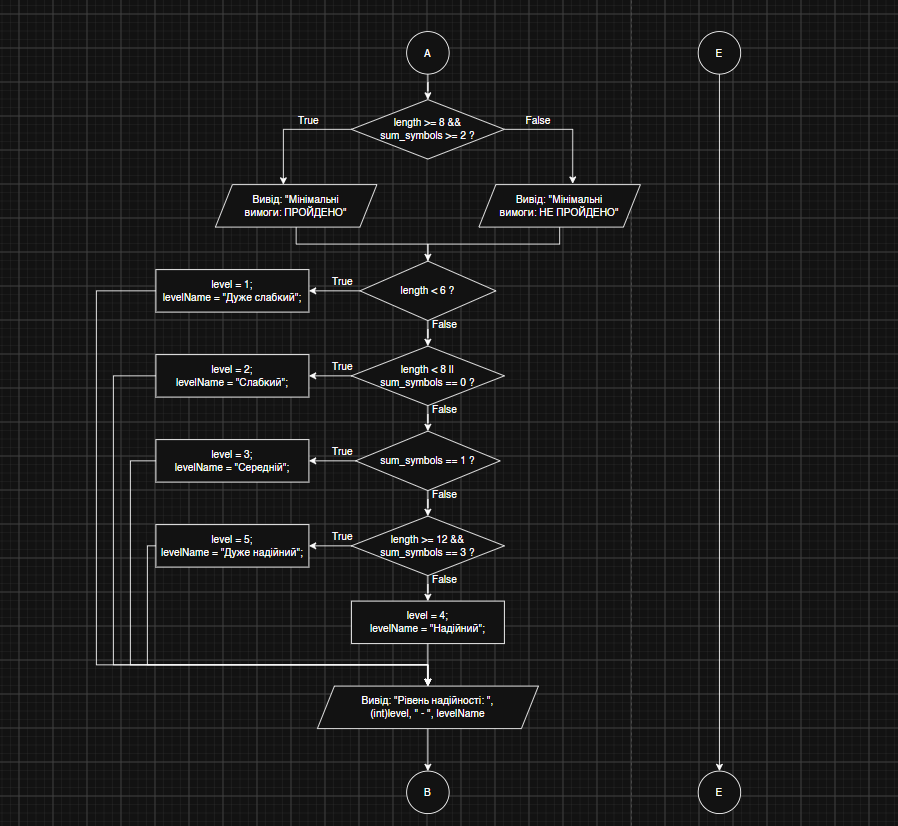 A
E
length >= 8 &&
sum_symbols >= 2 ?
True
False
Вивід: "Мінімальні
вимоги: ПРОЙДЕНО"
Вивід: "Мінімальні
вимоги: НЕ ПРОЙДЕНО"
length < 6 ?
True
level = 1;
levelName = "Дуже слабкий";
False
length < 8 ||
sum_symbols == 0 ?
True
level = 2;
levelName = "Слабкий";
False
sum_symbols == 1 ?
True
level = 3;
levelName = "Середній";
False
length >= 12 &&
sum_symbols == 3 ?
True
level = 5;
levelName = "Дуже надійний";
False
level = 4;
levelName = "Надійний";
Вивід: "Рівень надійності: ",
(int)level, " - ", levelName
B
E